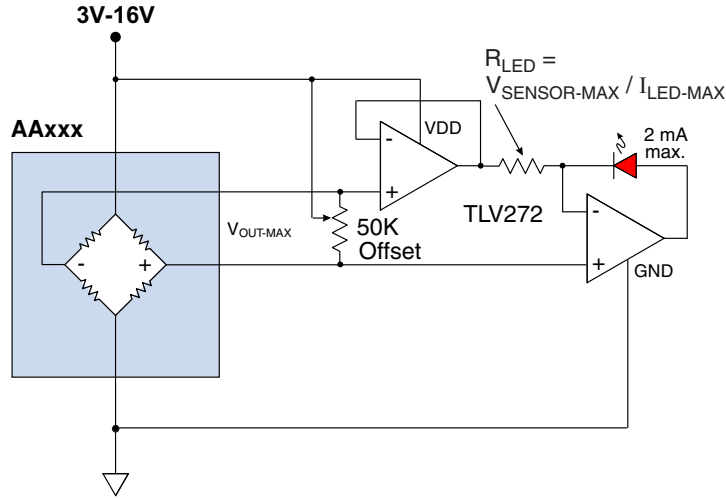 3V-16V
R_LED =
V_SENSOR-MAX / I_LED-MAX
AAxxx
VDD
2 mA
max.
-
+
TLV272
V_OUT-MAX
50K
Offset
-
+
-
+
GND